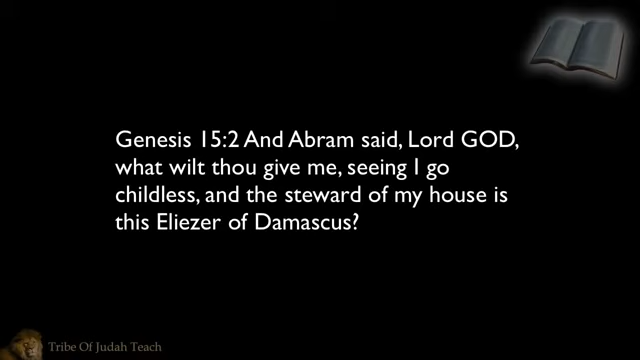 Genesis 15:2 And Abram said, Lord GOD,
what wilt thou give me, seeing I go
childless, and the steward of my house is
this Eliezer of Damascus?
Tribe Of Judah Teach